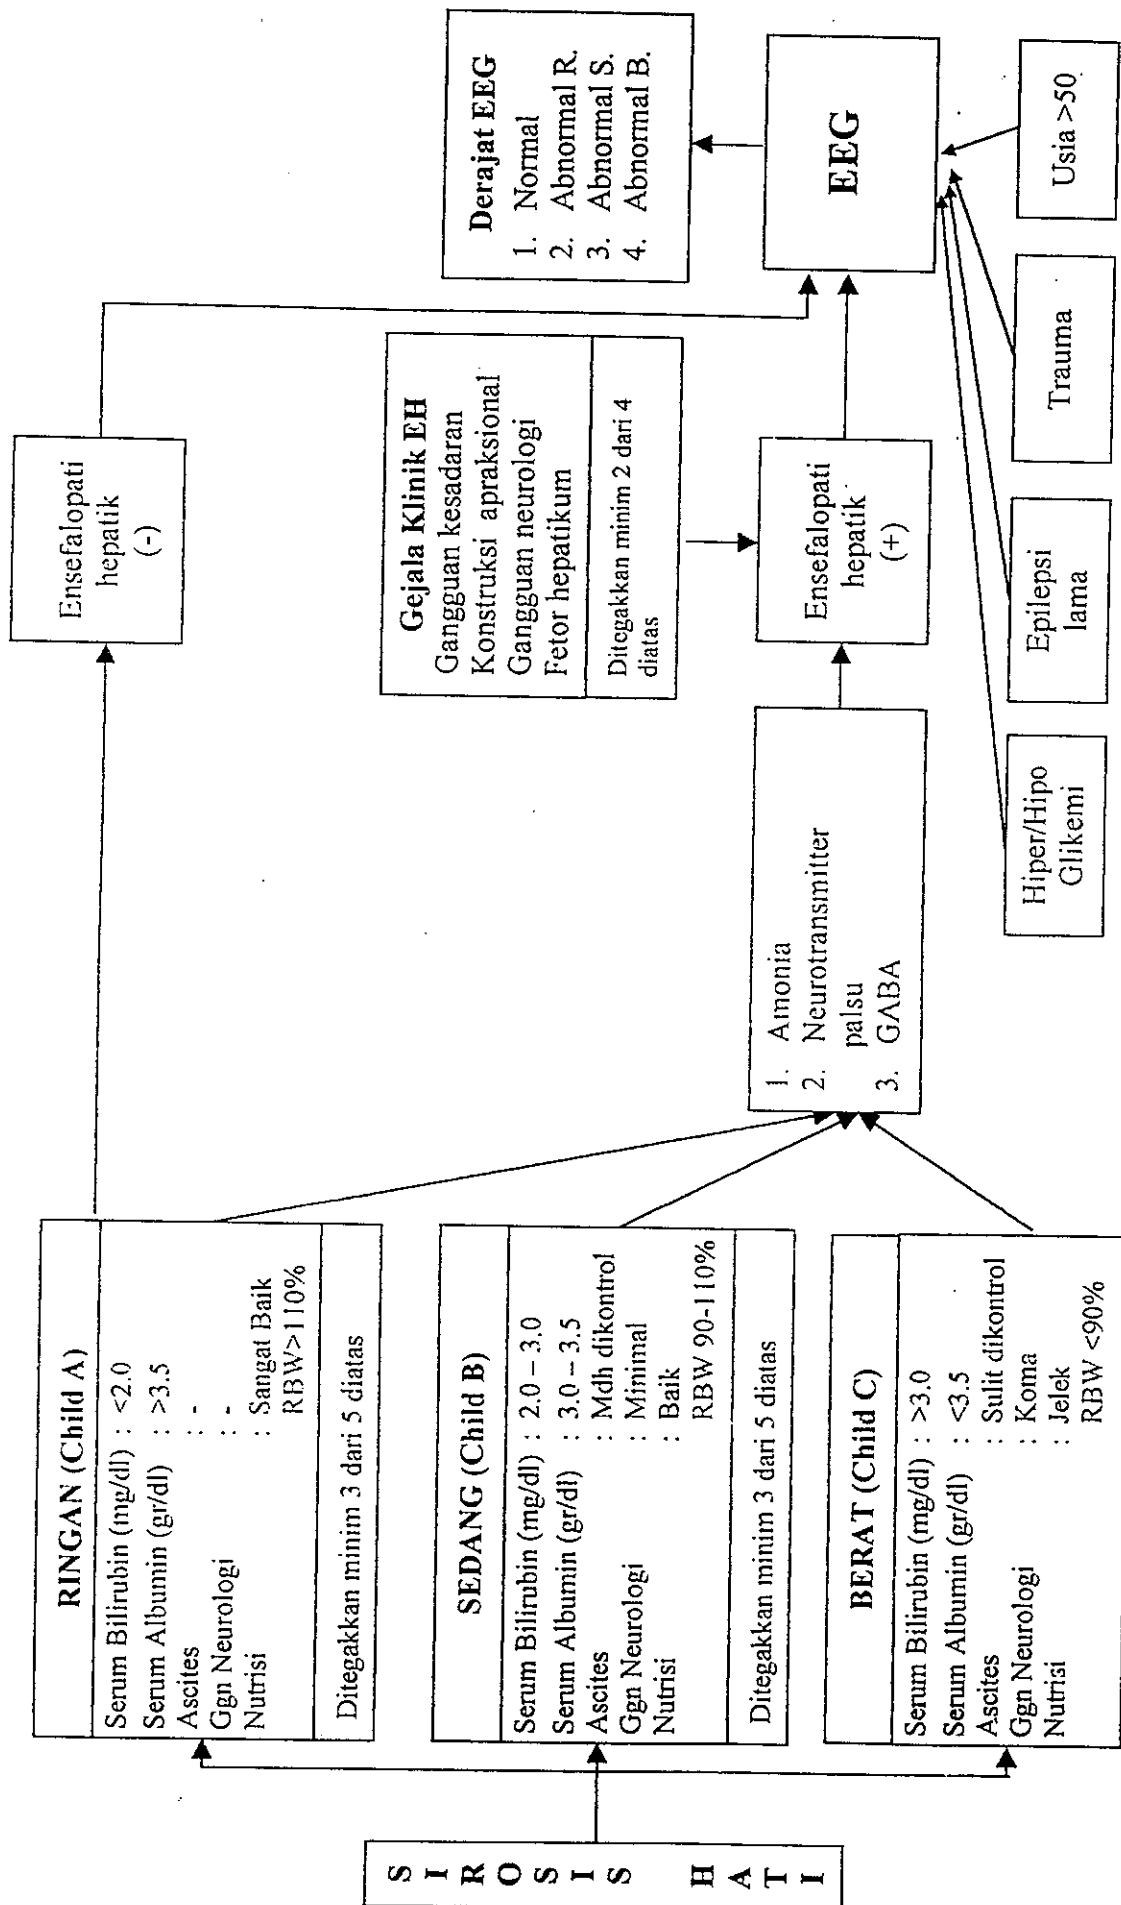 SIROSIS HATI
RINGAN (Child A)
Serum Bilirubin (mg/dl) : <2.0
Serum Albumin (gr/dl) : >3.5
Ascites : -
Ggn Neurologi : -
Nutrisi : Sangat Baik
RBW>110%
Ditegakkan minim 3 dari 5 diatas
SEDANG (Child B)
Serum Bilirubin (mg/dl) : 2.0 – 3.0
Serum Albumin (gr/dl) : 3.0 – 3.5
Ascites : Mdh dikontrol
Ggn Neurologi : Minimal
Nutrisi : Baik
RBW 90-110%
Ditegakkan minim 3 dari 5 diatas
BERAT (Child C)
Serum Bilirubin (mg/dl) : >3.0
Serum Albumin (gr/dl) : <3.5
Ascites : Sulit dikontrol
Ggn Neurologi : Koma
Nutrisi : Jelek
RBW <90%
1. Amonia
2. Neurotransmitter
palsu
3. GABA
Ensefalopati
hepatik
(-)
Gejala Klinik EH
Gangguan kesadaran
Konstruksi apraksional
Gangguan neurologi
Fetor hepatikum
Ditegakkan minim 2 dari 4
diatas
Ensefalopati
hepatik
(+)
Derajat EEG
1. Normal
2. Abnormal R.
3. Abnormal S.
4. Abnormal B.
EEG
Hiper/Hipo
Glikemi
Epilepsi
lama
Trauma
Usia >50